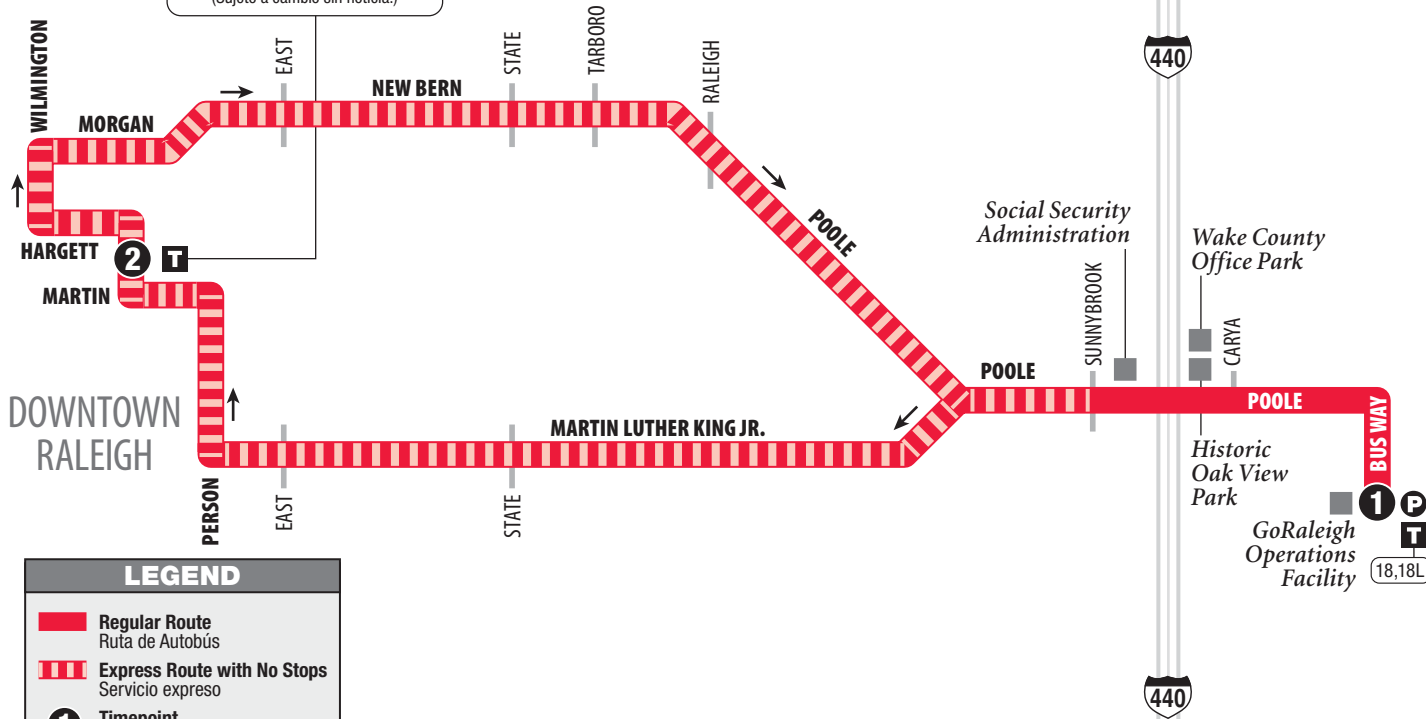 (Sujeto a cambio sin noticia.)
WILMINGTON
MORGAN
EAST
NEW BERN
STATE
TARBORO
RALEIGH
440
HARGETT
2
T
MARTIN
POOLE
Social Security
Administration
Wake County
Office Park
SUNNYBROOK
CARYA
POOLE
POOLE
BUS WAY
DOWNTOWN
RALEIGH
MARTIN LUTHER KING JR.
PERSON
EAST
STATE
Historic
Oak View
Park
1
P
T
18,18L
GoRaleigh
Operations
Facility
LEGEND
Regular Route
Ruta de Autobús
Express Route with No Stops
Servicio expreso
1
Timepoint
440